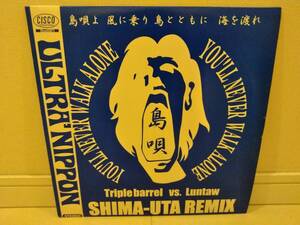 CISCO
ULTRA NIPPON
島唄よ 風に乗り 鳥とともに 海を渡れ
YOU'LL NEVER WALK ALONE
YOU'LL NEVER WALK ALONE
島唄
Triple barrel vs. Luntaw
SHIMA-UTA REMIX